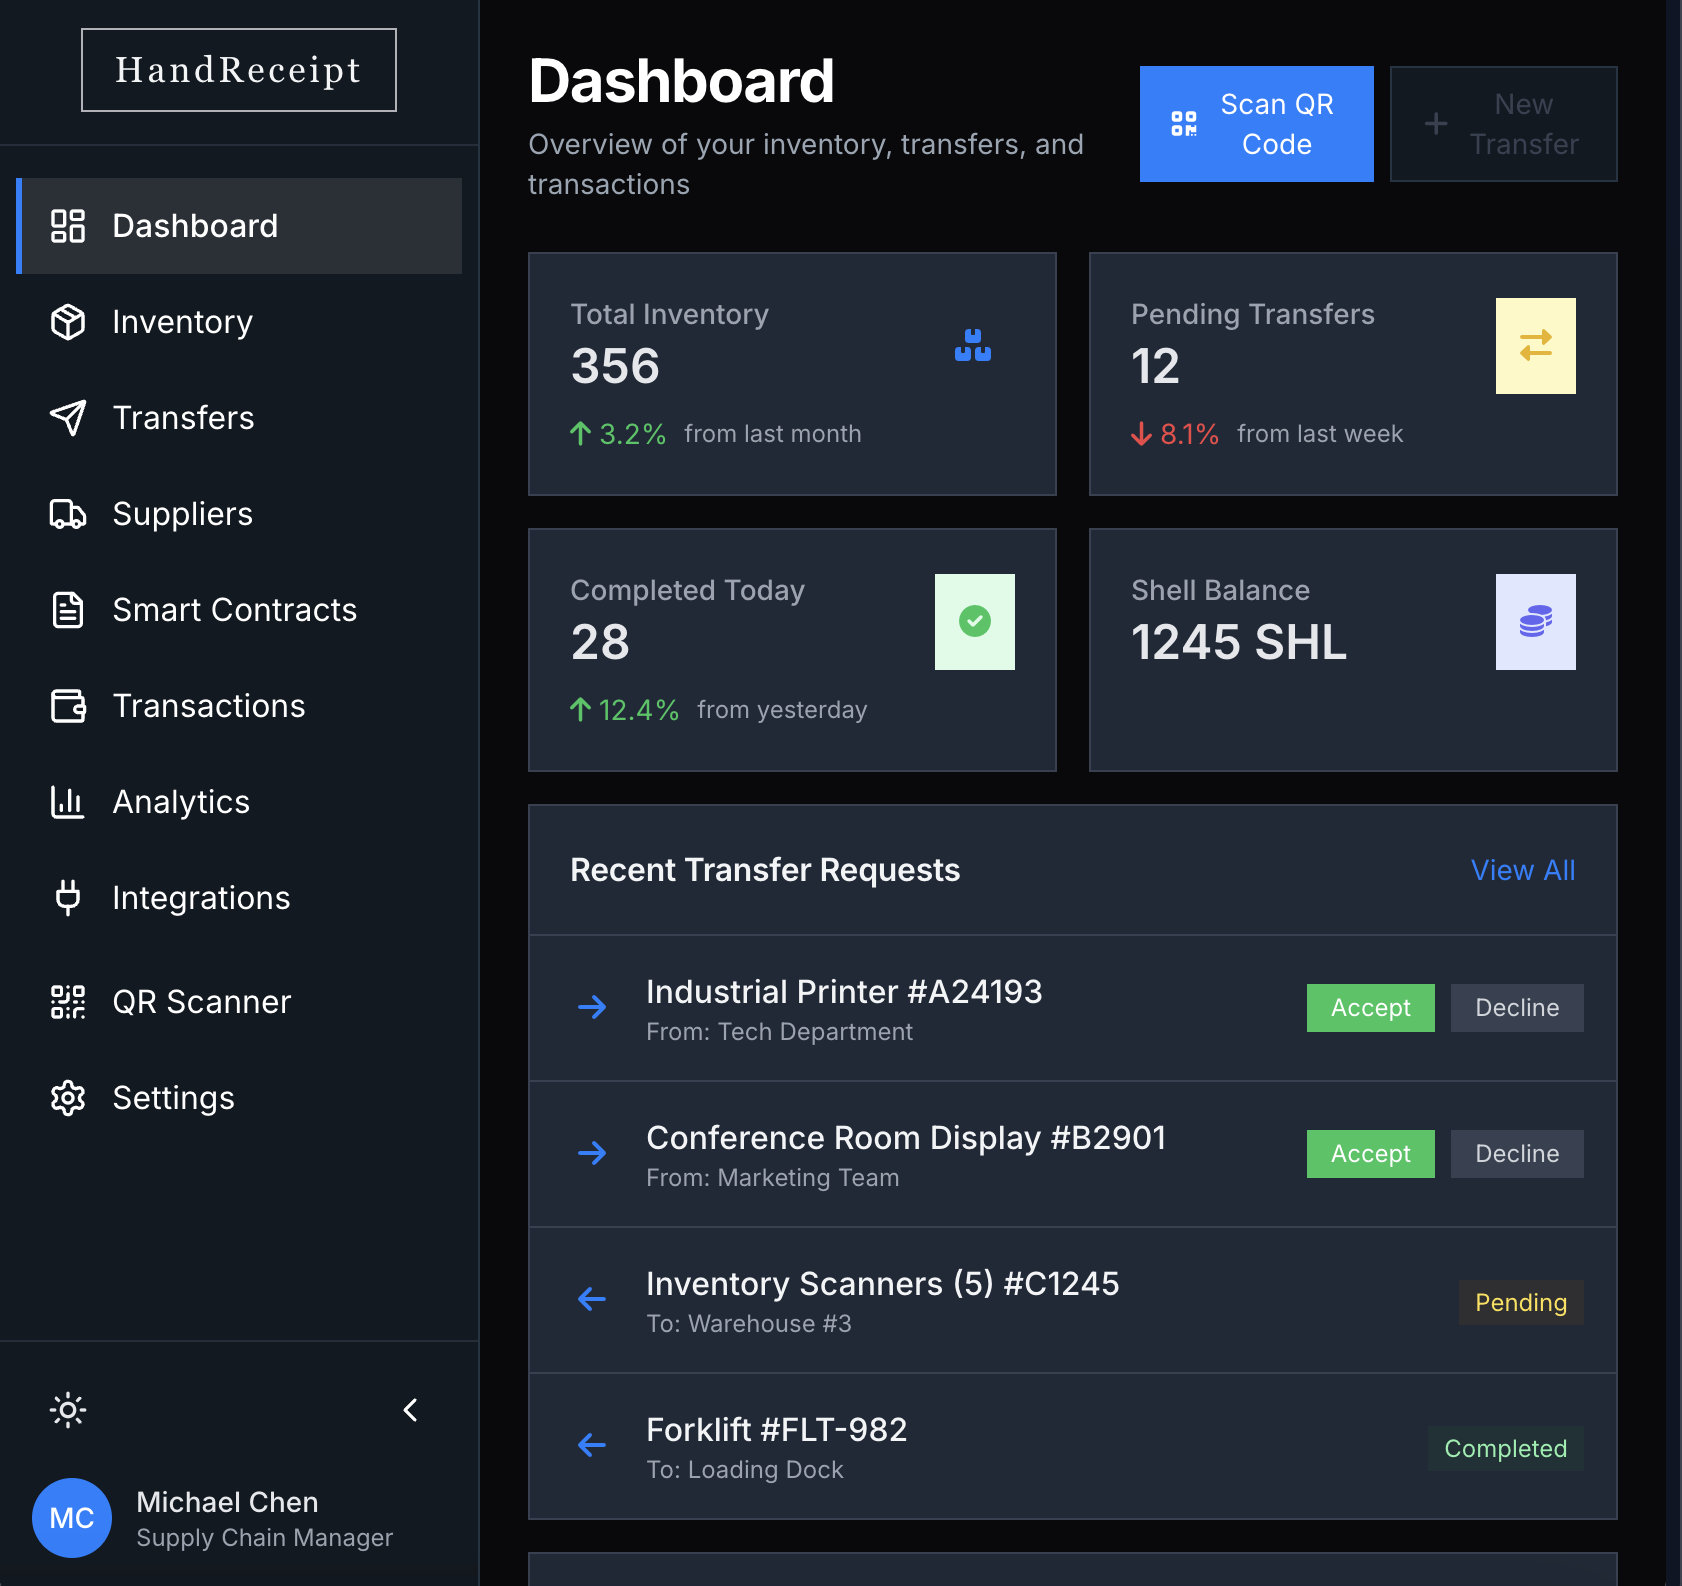 HandReceipt
Dashboard
Inventory
Transfers
Suppliers
Smart Contracts
Transactions
Analytics
Integrations
QR Scanner
Settings
MC
Michael Chen
Supply Chain Manager
Dashboard
Overview of your inventory, transfers, and
transactions
Scan QR
Code
New
Transfer
Total Inventory
356
3.2% from last month
Pending Transfers
12
8.1% from last week
Completed Today
28
12.4% from yesterday
Shell Balance
1245 SHL
Recent Transfer Requests
View All
Industrial Printer #A24193
From: Tech Department
Accept
Decline
Conference Room Display #B2901
From: Marketing Team
Accept
Decline
Inventory Scanners (5) #C1245
To: Warehouse #3
Pending
Forklift #FLT-982
To: Loading Dock
Completed